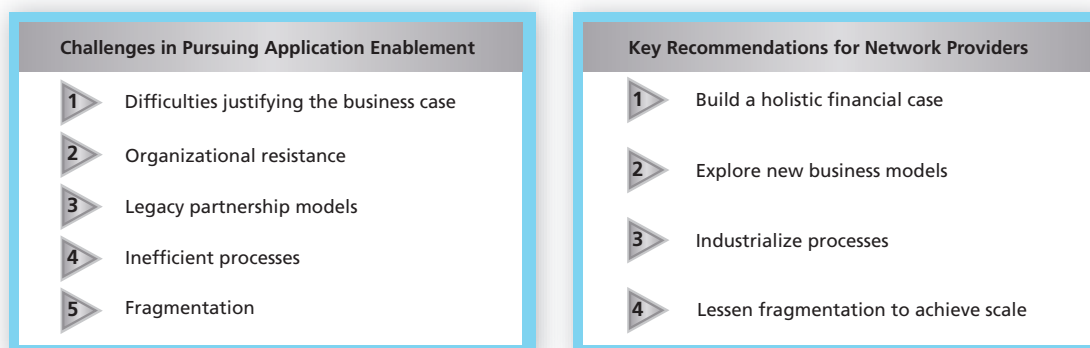 Challenges in Pursuing Application Enablement
1 Difficulties justifying the business case
2 Organizational resistance
3 Legacy partnership models
4 Inefficient processes
5 Fragmentation
Key Recommendations for Network Providers
1 Build a holistic financial case
2 Explore new business models
3 Industrialize processes
4 Lessen fragmentation to achieve scale